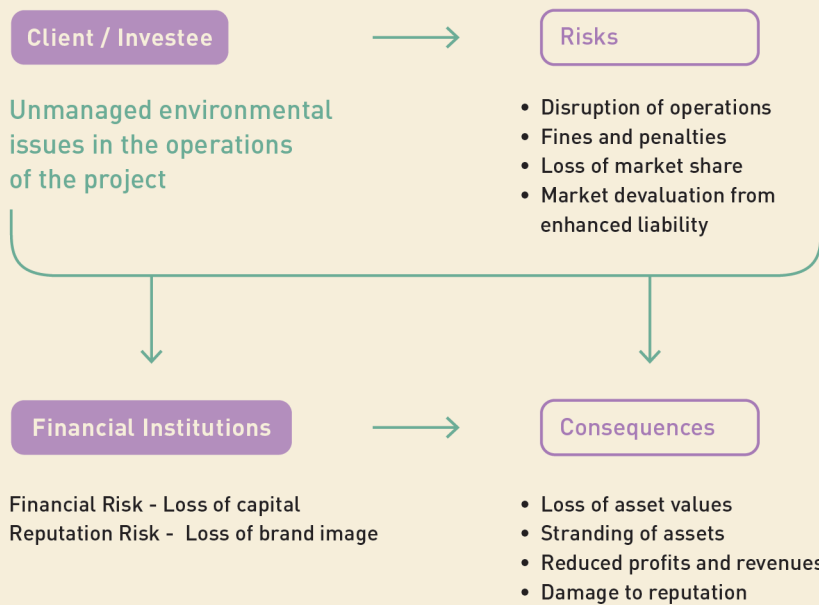 Client / Investee
Risks
Unmanaged environmental
issues in the operations
of the project
• Disruption of operations
• Fines and penalties
• Loss of market share
• Market devaluation from
enhanced liability
Financial Institutions
Consequences
Financial Risk - Loss of capital
Reputation Risk - Loss of brand image
• Loss of asset values
• Stranding of assets
• Reduced profits and revenues
• Damage to reputation